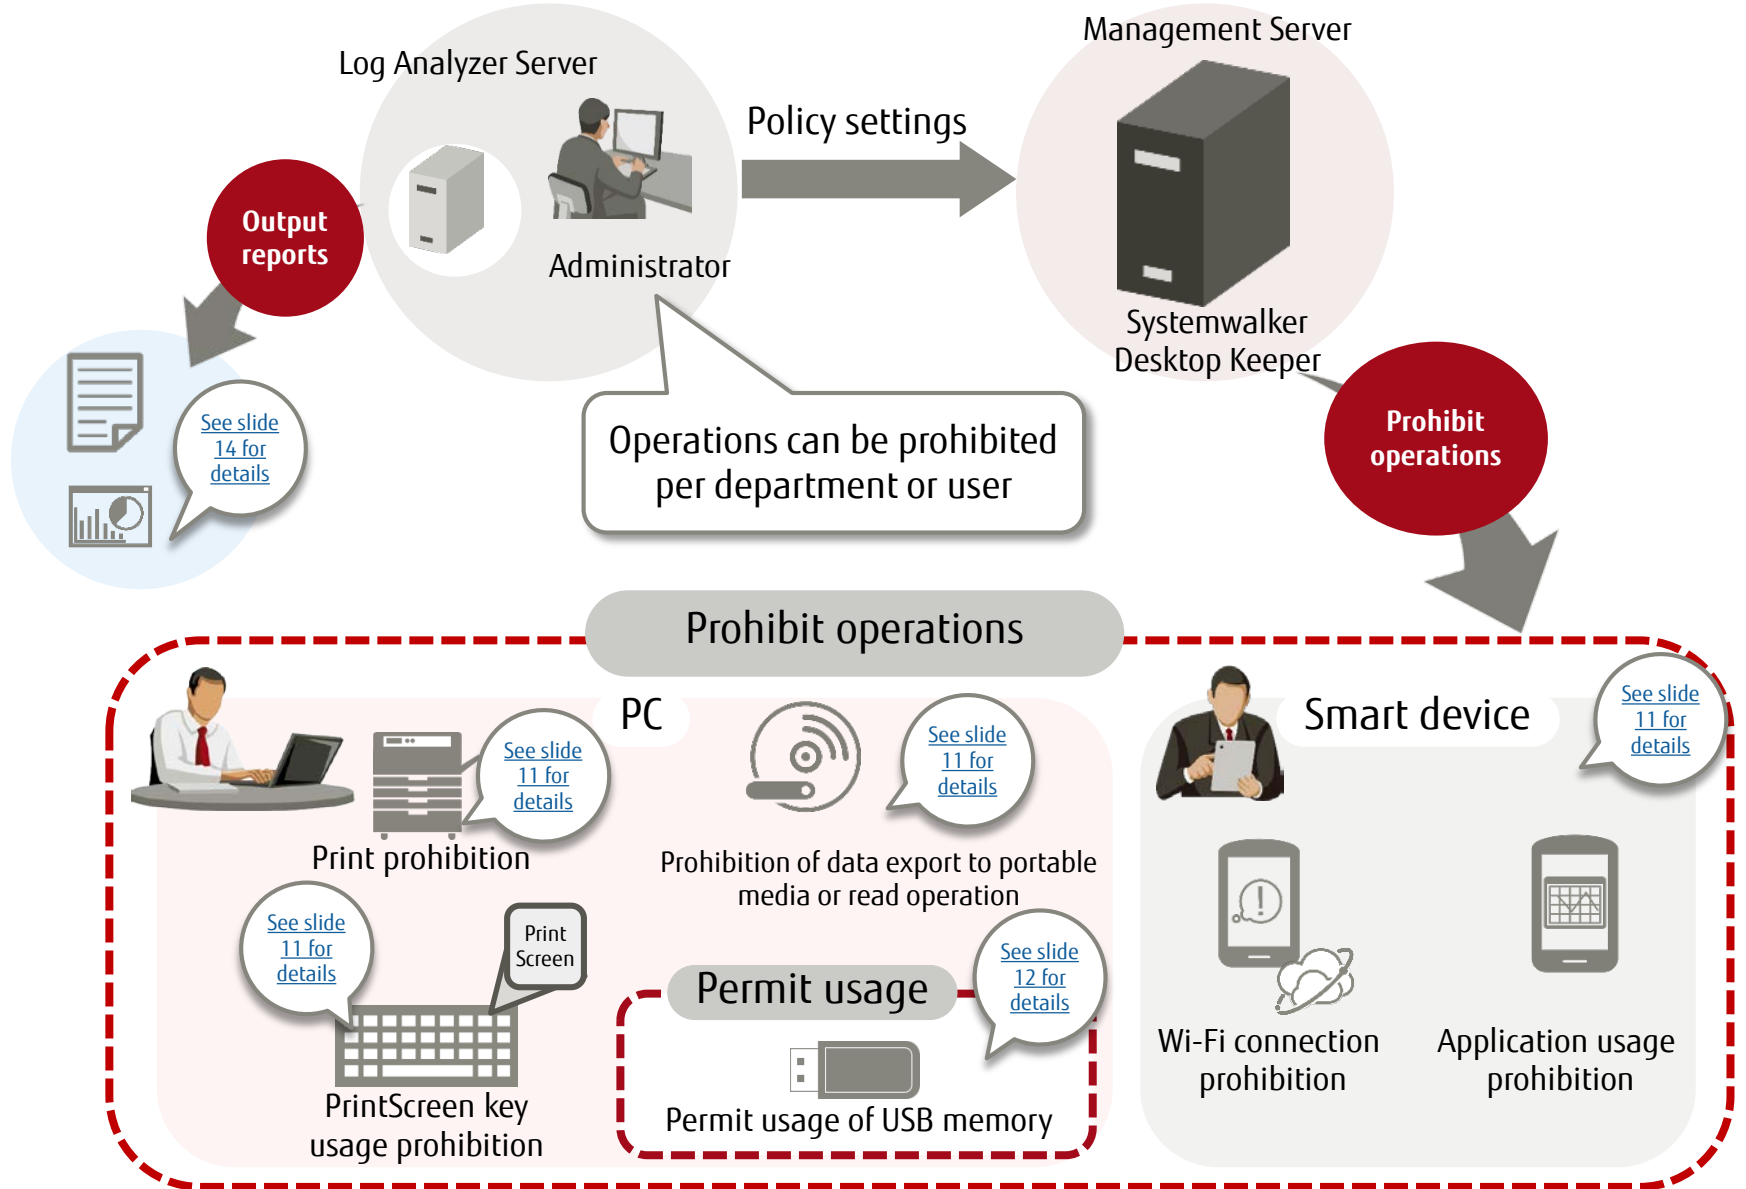 Management Server
Log Analyzer Server
Policy settings
Output
reports
Administrator
Systemwalker
Desktop Keeper
See slide
14 for
details
Operations can be prohibited
per department or user
Prohibit
operations
Prohibit operations
PC
Smart device
See slide
11 for
details
See slide
11 for
details
See slide
11 for
details
Print prohibition
Prohibition of data export to portable
media or read operation
See slide
11 for
details
Print
Screen
PrintScreen key
usage prohibition
Permit usage
See slide
12 for
details
Permit usage of USB memory
Wi-Fi connection
prohibition
Application usage
prohibition